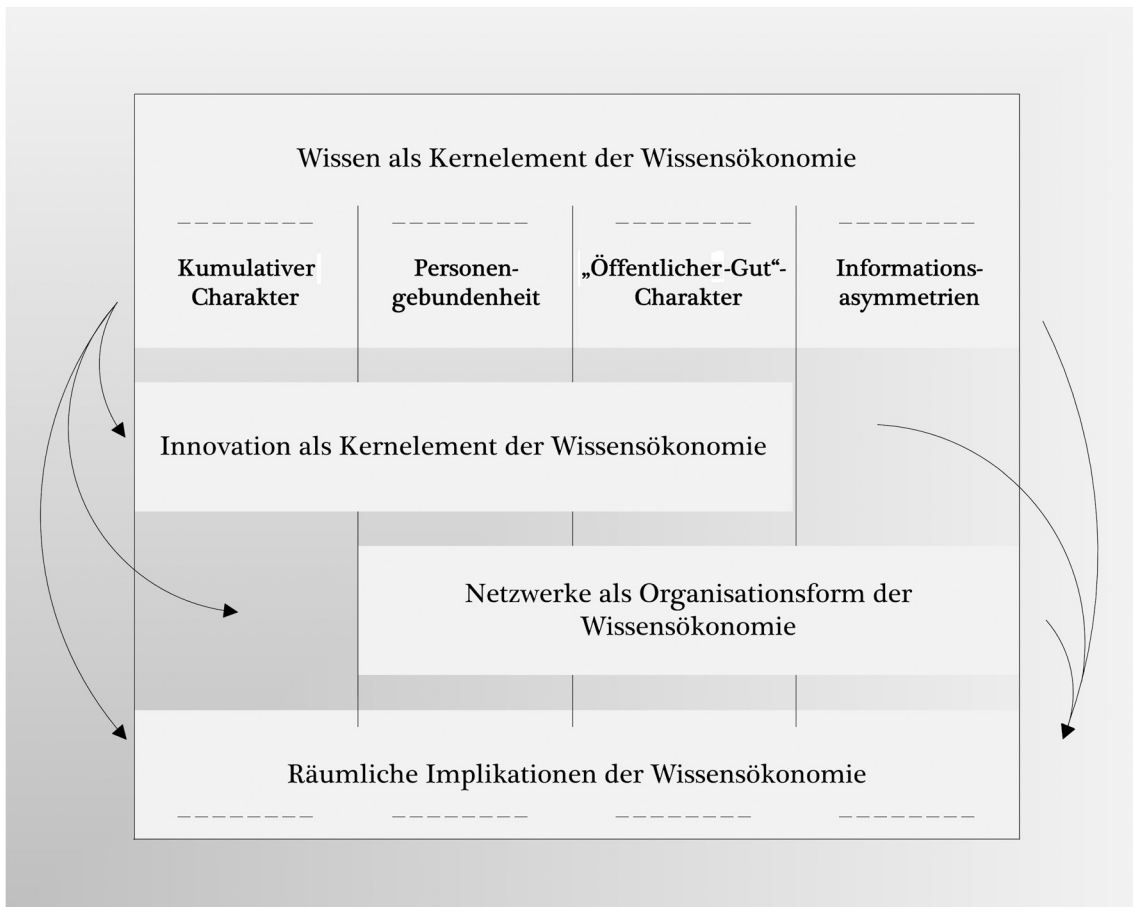 Wissen als Kernelement der Wissensökonomie
Kumulativer
Charakter
Personen-
gebundenheit
„Öffentlicher-Gut“-
Charakter
Informations-
asymmetrien
Innovation als Kernelement der Wissensökonomie
Netzwerke als Organisationsform der
Wissensökonomie
Räumliche Implikationen der Wissensökonomie